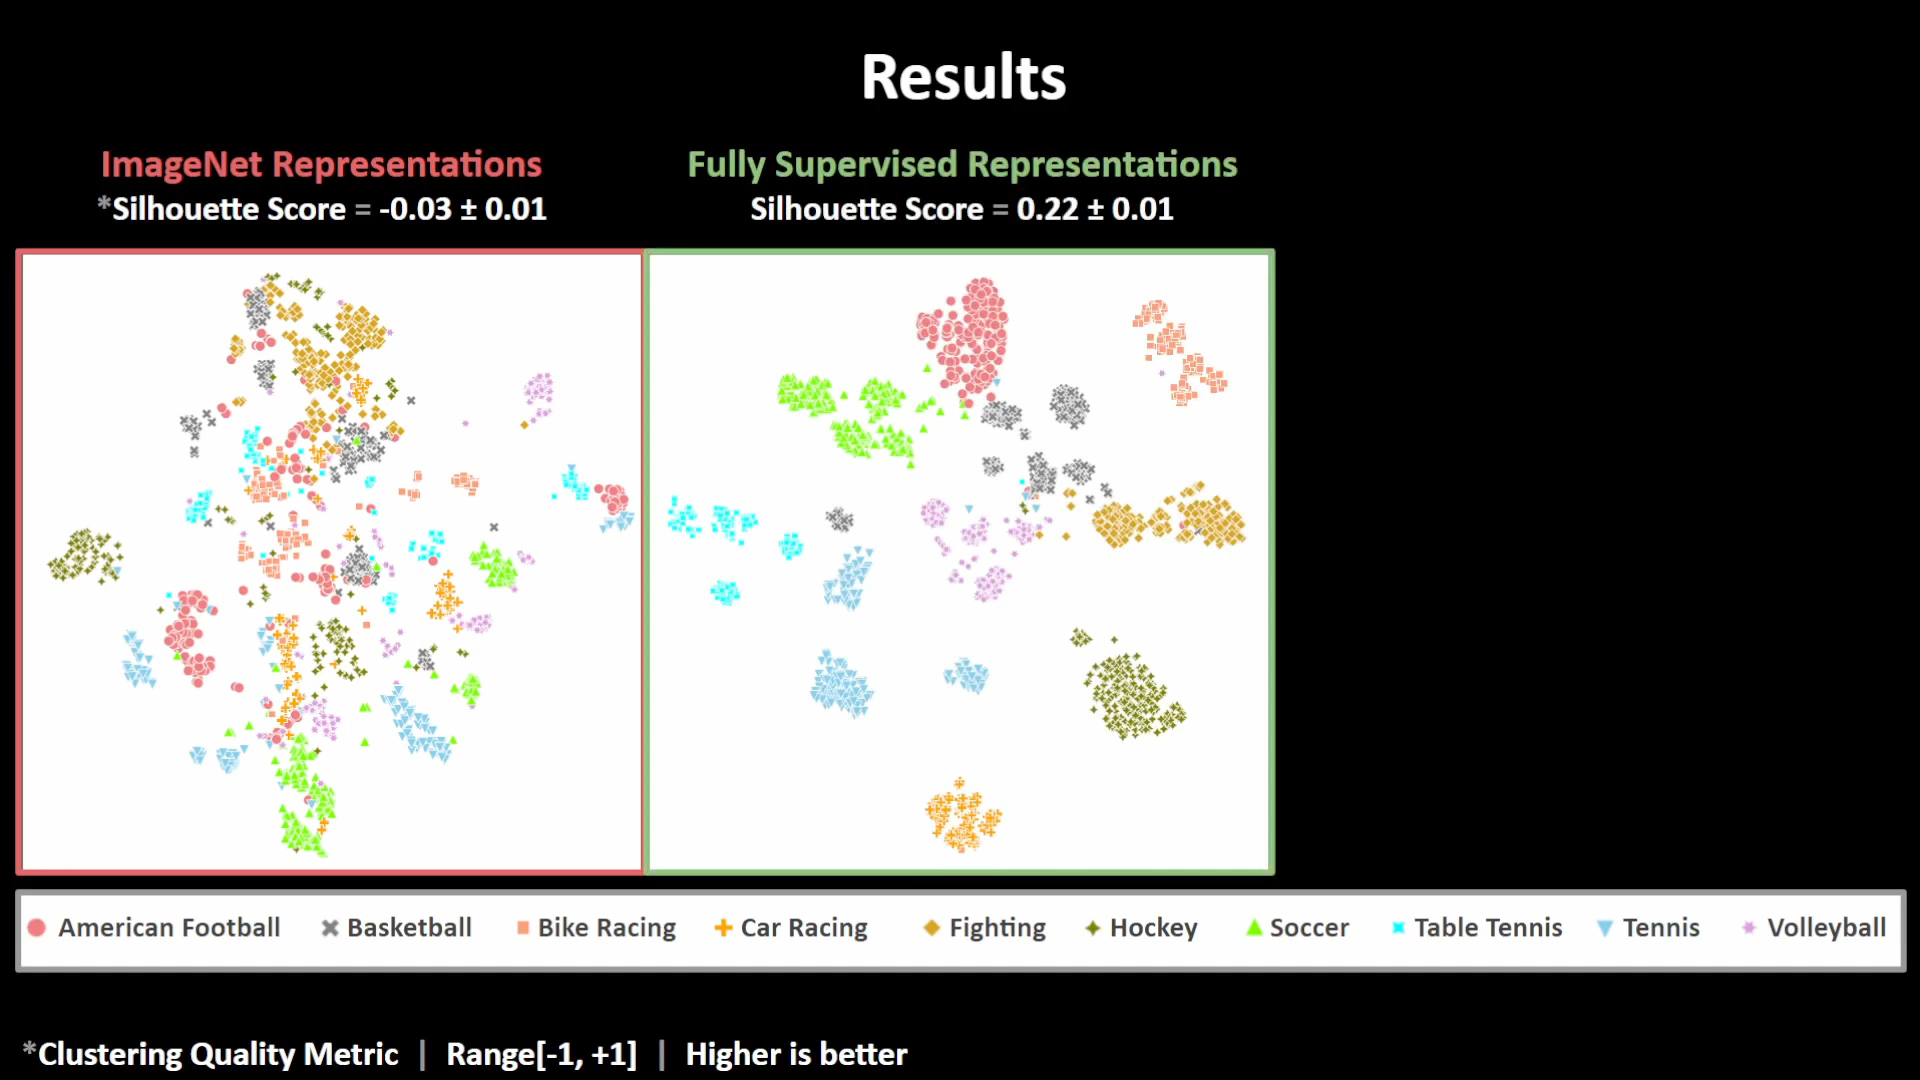 Results
ImageNet Representations
*Silhouette Score = -0.03 ± 0.01
Fully Supervised Representations
Silhouette Score = 0.22 ± 0.01
American Football Basketball Bike Racing Car Racing Fighting Hockey Soccer Table Tennis Tennis Volleyball
*Clustering Quality Metric | Range[-1, +1] | Higher is better